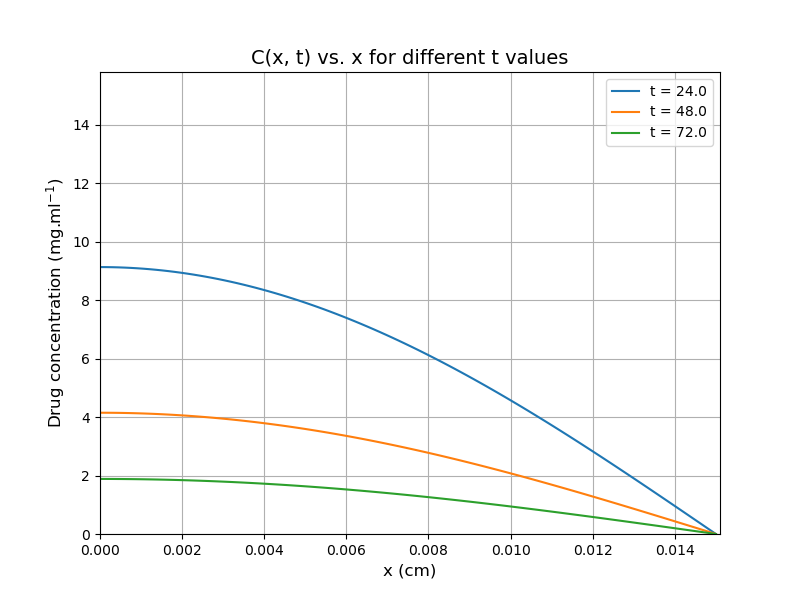 C(x, t) vs. x for different t values
t = 24.0
t = 48.0
t = 72.0
Drug concentration (mg.ml⁻¹)
14
12
10
8
6
4
2
0
0.000 0.002 0.004 0.006 0.008 0.010 0.012 0.014
x (cm)